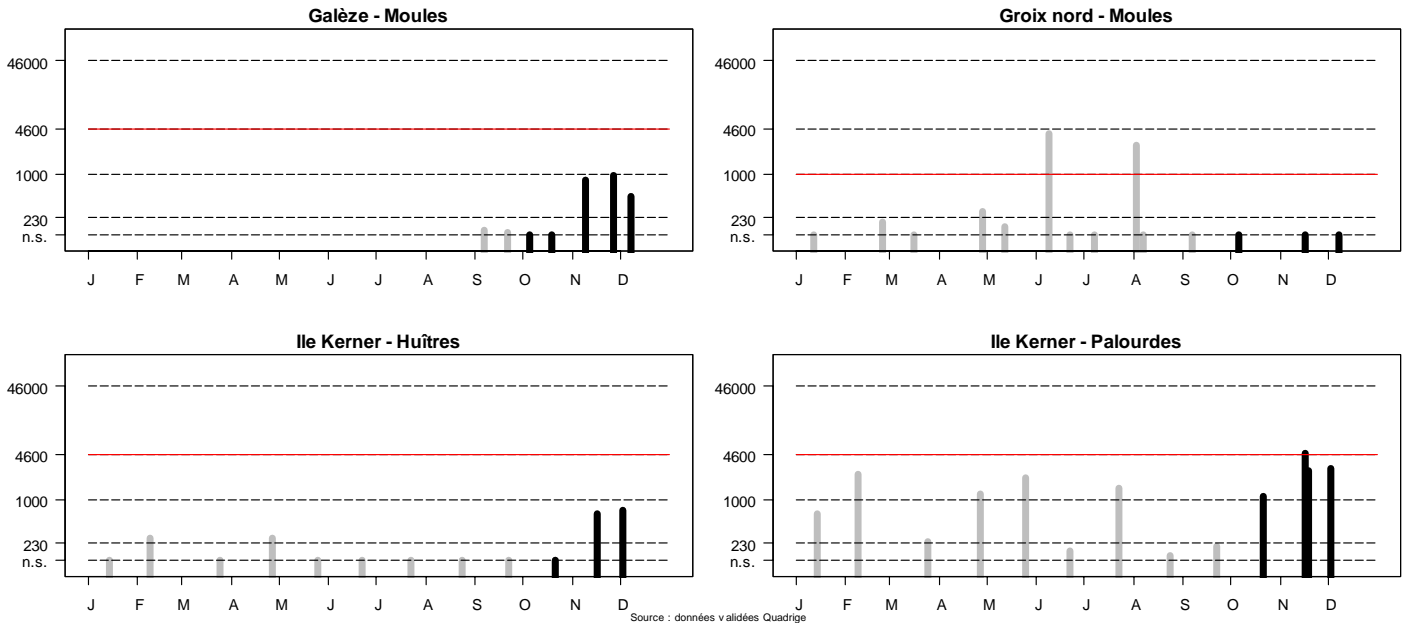 Galèze - Moules
46000
4600
1000
230
n.s.
J F M A M J J A S O N D
Groix nord - Moules
46000
4600
1000
230
n.s.
J F M A M J J A S O N D
Ile Kerner - Huîtres
46000
4600
1000
230
n.s.
J F M A M J J A S O N D
Ile Kerner - Palourdes
46000
4600
1000
230
n.s.
J F M A M J J A S O N D
Source : données validées Quadrige